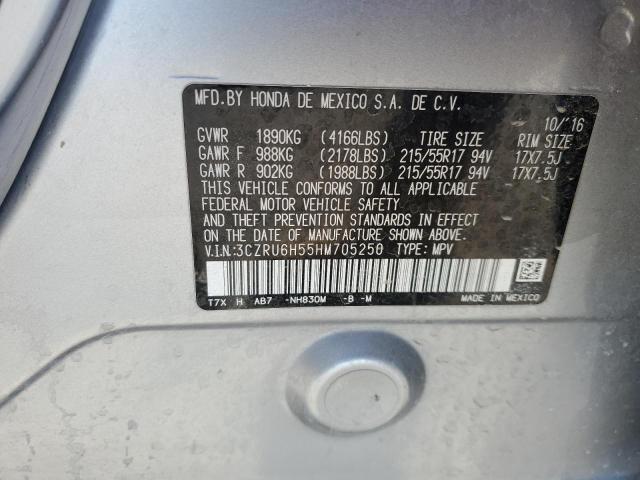 MFD.BY HONDA DE MEXICO S.A. DE C.V.
10/'16
GVWR 1890KG (4166LBS) TIRE SIZE RIM SIZE
GAWR F 988KG (2178LBS) 215/55R17 94V 17X7.5J
GAWR R 902KG (1988LBS) 215/55R17 94V 17X7.5J
THIS VEHICLE CONFORMS TO ALL APPLICABLE
FEDERAL MOTOR VEHICLE SAFETY
AND THEFT PREVENTION STANDARDS IN EFFECT
ON THE DATE OF MANUFACTURE SHOWN ABOVE.
V.I.N.:3CZRU6H55HM705250 TYPE: MPV
T7X H AB7 -NH830M -B -M MADE IN MEXICO